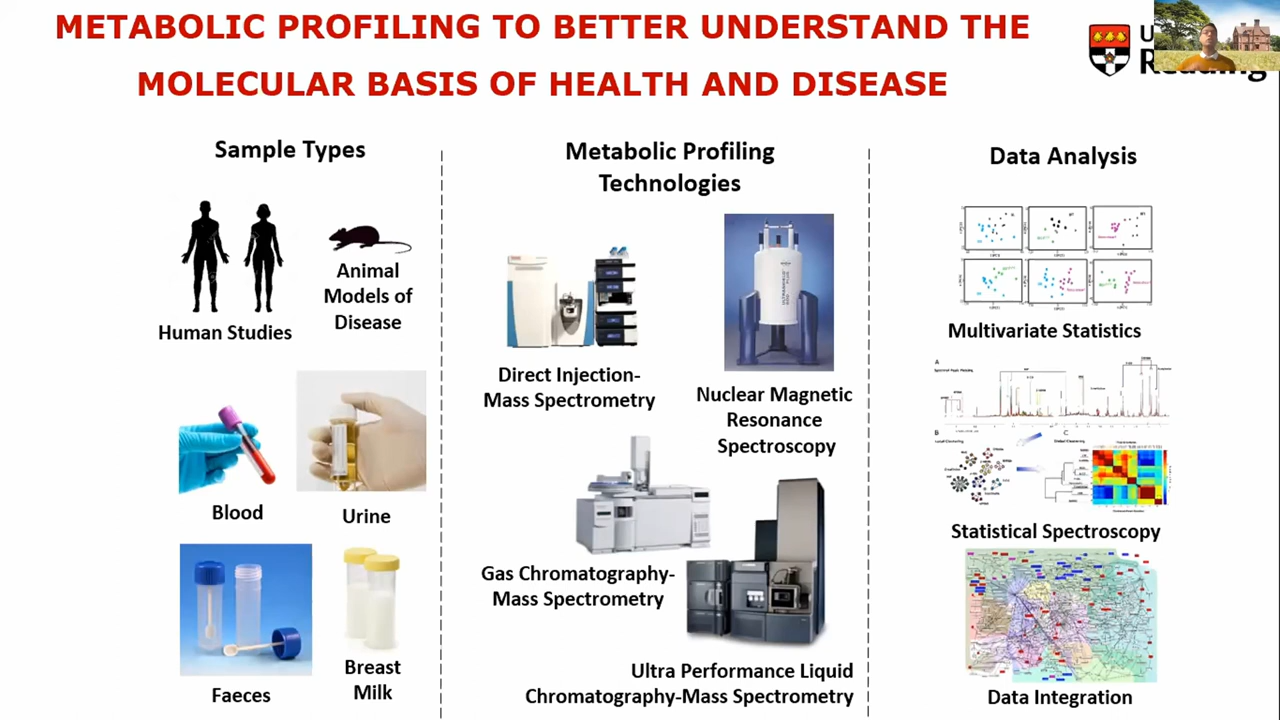 METABOLIC PROFILING TO BETTER UNDERSTAND THE
MOLECULAR BASIS OF HEALTH AND DISEASE
Sample Types
Human Studies
Animal
Models of
Disease
Blood
Urine
Faeces
Breast
Milk
Metabolic Profiling
Technologies
Direct Injection-
Mass Spectrometry
Nuclear Magnetic
Resonance
Spectroscopy
Gas Chromatography-
Mass Spectrometry
Ultra Performance Liquid
Chromatography-Mass Spectrometry
Data Analysis
Multivariate Statistics
A
B
C
Statistical Spectroscopy
Data Integration